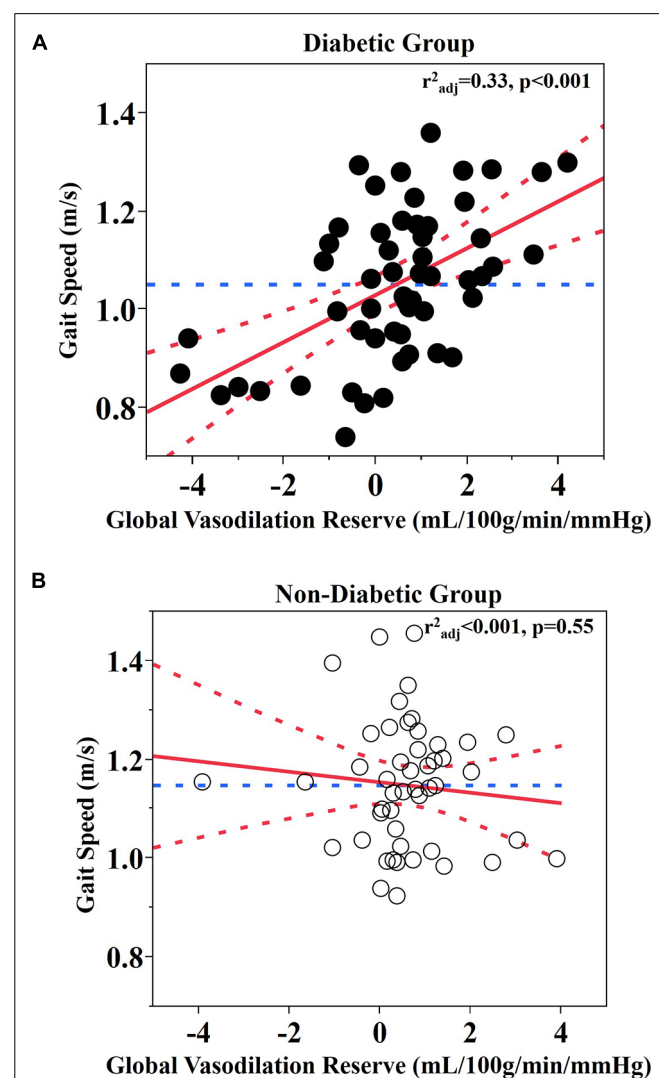 A
Diabetic Group
r²adj=0.33, p<0.001
1.4
1.2
1.0
0.8
Gait Speed (m/s)
-4 -2 0 2 4
Global Vasodilation Reserve (mL/100g/min/mmHg)
B
Non-Diabetic Group
r²adj<0.001, p=0.55
1.4
1.2
1.0
0.8
Gait Speed (m/s)
-4 -2 0 2 4
Global Vasodilation Reserve (mL/100g/min/mmHg)